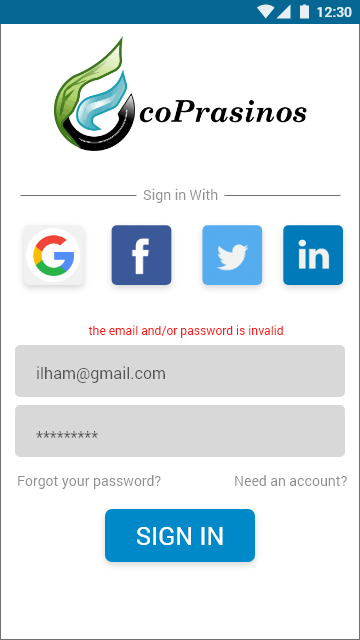 12:30
coPrasinos
Sign in With
the email and/or password is invalid
ilham@gmail.com
*********
Forgot your password? Need an account?
SIGN IN